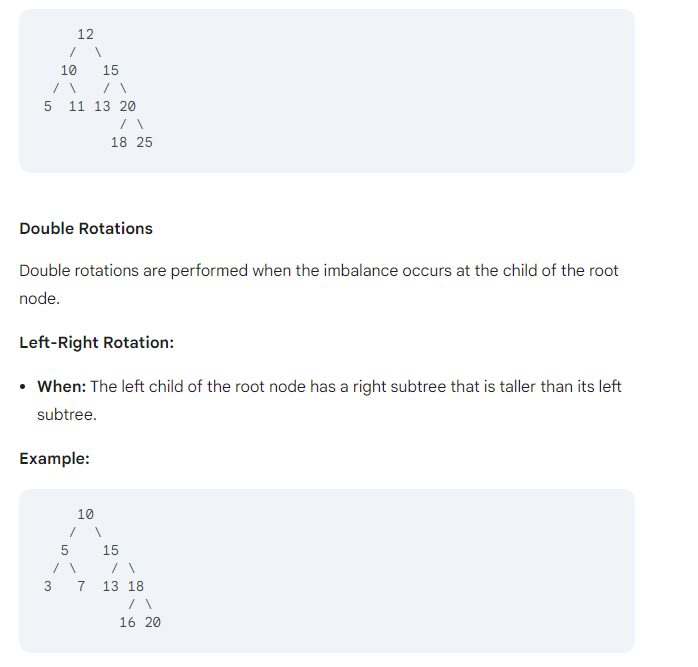 12
/ \
10 15
/ \ / \
5 11 13 20
/ \
18 25
Double Rotations
Double rotations are performed when the imbalance occurs at the child of the root
node.
Left-Right Rotation:
• When: The left child of the root node has a right subtree that is taller than its left
subtree.
Example:
10
/ \
5 15
/ \ / \
3 7 13 18
/ \
16 20